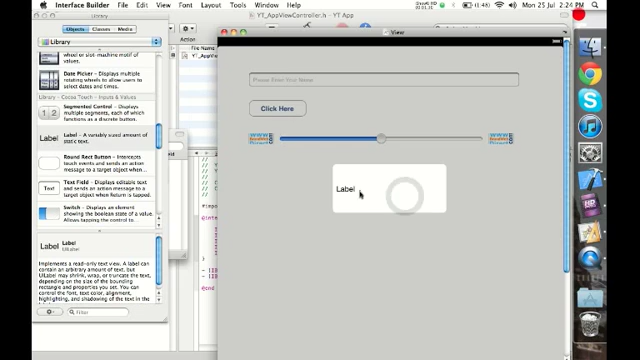 Interface Builder File Edit Find Layout Font
(1:48) Mon 25 Jul 2:24 PM
Library
Objects Classes Media
Library
wheel or slot-machine motif of values.
Date Picker - Displays multiple rotating wheels to allow users to select dates and times.
Library - Cocoa Touch - Inputs & Values
1 2
Segmented Control - Displays multiple segments, each of which functions as a discrete button.
Label
Label - A variably sized amount of static text.
Round Rect Button - Intercepts touch events and sends an action message to a target object when
Text
Text Field - Displays editable text and sends an action message to a target object when Return is tapped.
Switch - Displays an element showing the boolean state of a value. Allows tapping the control to
Label
Label
UILabel
Implements a read-only text view. A label can contain an arbitrary amount of text, but UILabel may shrink, wrap, or truncate the text, depending on the size of the bounding rectangle and properties you set. You can control the font, text color, alignment, highlighting, and shadowing of the text in the label.
Filter
YT_AppViewController.h - YT App
Action
File Name
View
Please Enter Your Name
Click Here
Label